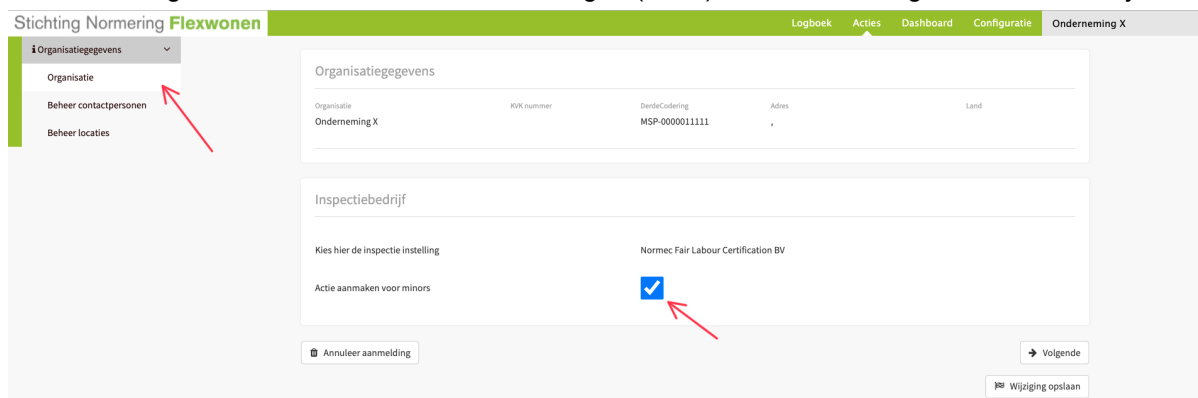 Stichting Normering Flexwonen
Logboek Acties Dashboard Configuratie Onderneming X
Organisatiegegevens
Organisatie
Beheer contactpersonen
Beheer locaties
Organisatiegegevens
Organisatie KVK nummer DerdeCodering Adres Land
Onderneming X MSP-0000011111 ,
Inspectiebedrijf
Kies hier de inspectie instelling Normec Fair Labour Certification BV
Actie aanmaken voor minors
Annuleer aanmelding Volgende
Wijziging opslaan